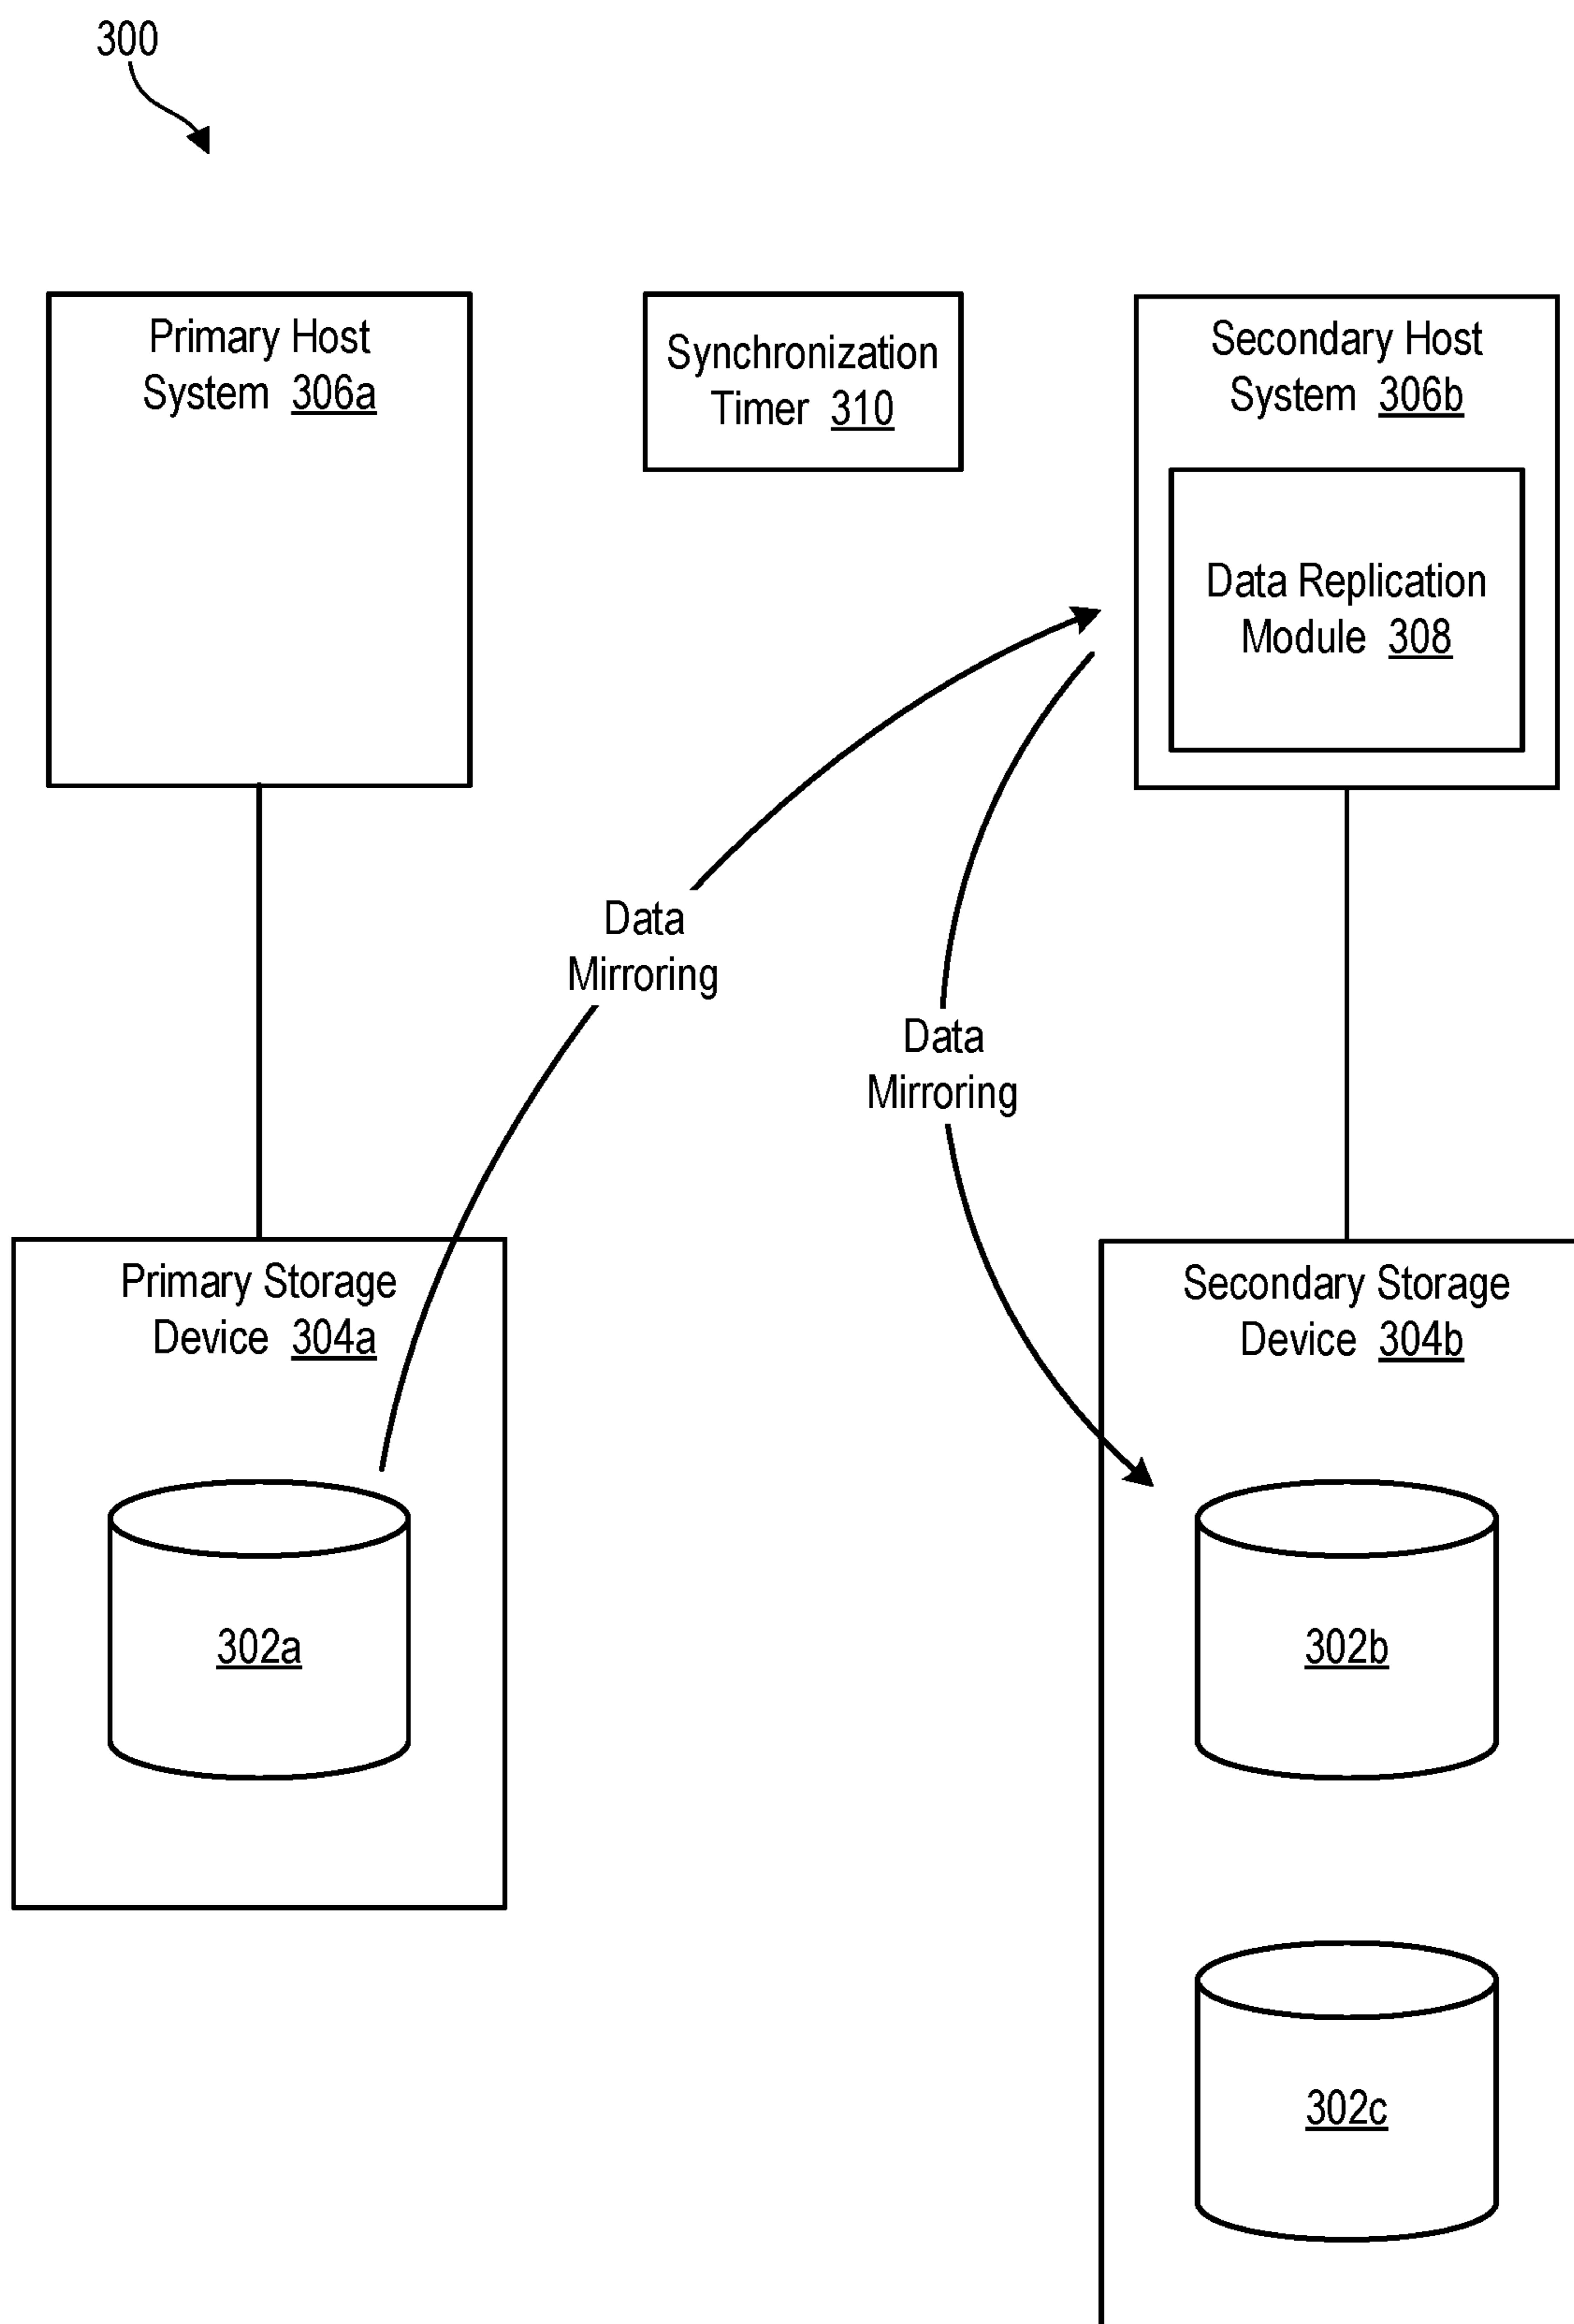 300
Primary Host
System 306a
Synchronization
Timer 310
Secondary Host
System 306b
Data Replication
Module 308
Data
Mirroring
Data
Mirroring
Primary Storage
Device 304a
Secondary Storage
Device 304b
302a
302b
302c